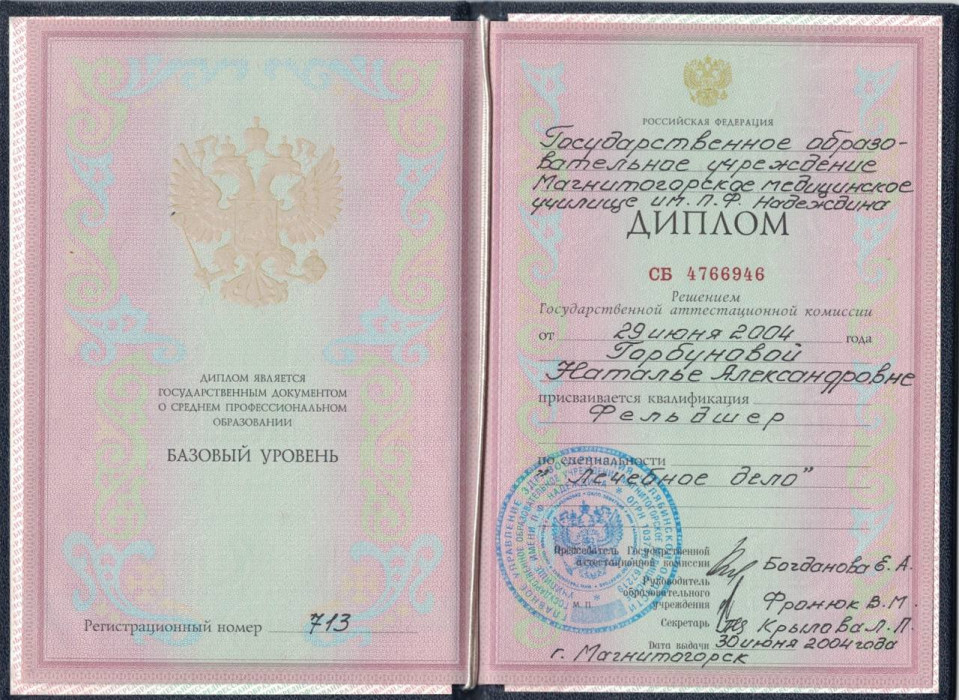 ДИПЛОМ ЯВЛЯЕТСЯ
ГОСУДАРСТВЕННЫМ ДОКУМЕНТОМ
О СРЕДНЕМ ПРОФЕССИОНАЛЬНОМ
ОБРАЗОВАНИИ
БАЗОВЫЙ УРОВЕНЬ
Регистрационный номер 713
РОССИЙСКАЯ ФЕДЕРАЦИЯ
Государственное образо-
вательное учреждение
Магнитогорское медицинское
училище им. П.Ф. Надеждина
ДИПЛОМ
СБ 4766946
Решением
Государственной аттестационной комиссии
от 29 июня 2004 года
Горбуновой
Наталье Александровне
присваивается квалификация
Фельдшер
по специальности
"Лечебное дело"
Председатель Государственной
аттестационной комиссии Богданова Е.А.
Руководитель
образовательного
учреждения Фронюк В.М.
М. П.
Секретарь Крылова Л.П.
Дата выдачи 30 июня 2004 года
г. Магнитогорск